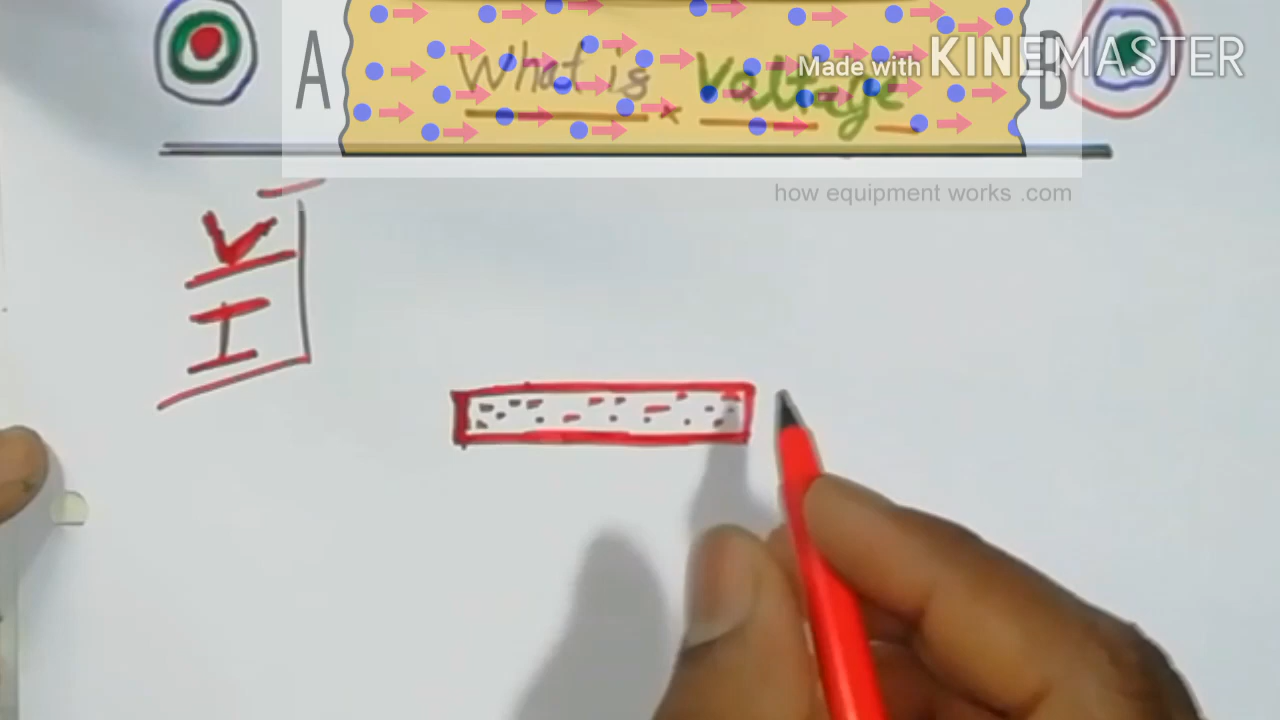 A What is Voltage B
Made with KINEMASTER
how equipment works .com
V
I